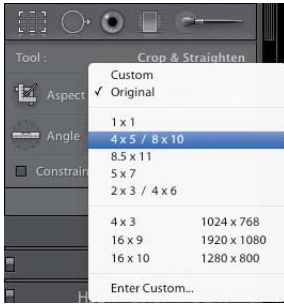 Tool : Crop & Straighten
Custom
Aspect ✓ Original
1 x 1
Angle 4 x 5 / 8 x 10
8.5 x 11
Constrain 5 x 7
2 x 3 / 4 x 6
4 x 3 1024 x 768
16 x 9 1920 x 1080
16 x 10 1280 x 800
Enter Custom...